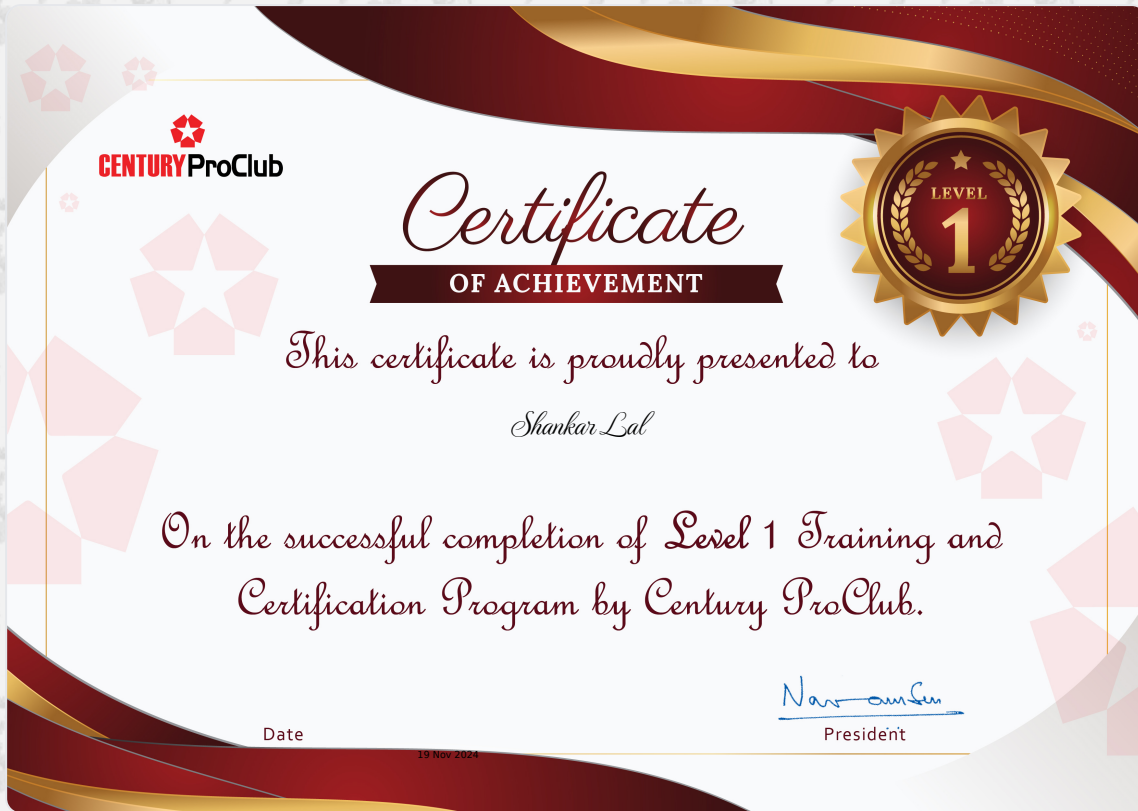 CENTURY ProClub
LEVEL
1
Certificate
OF ACHIEVEMENT
This certificate is proudly presented to
Shankar Lal
On the successful completion of Level 1 Training and
Certification Program by Century ProClub.
Date
President
19 Nov 2024